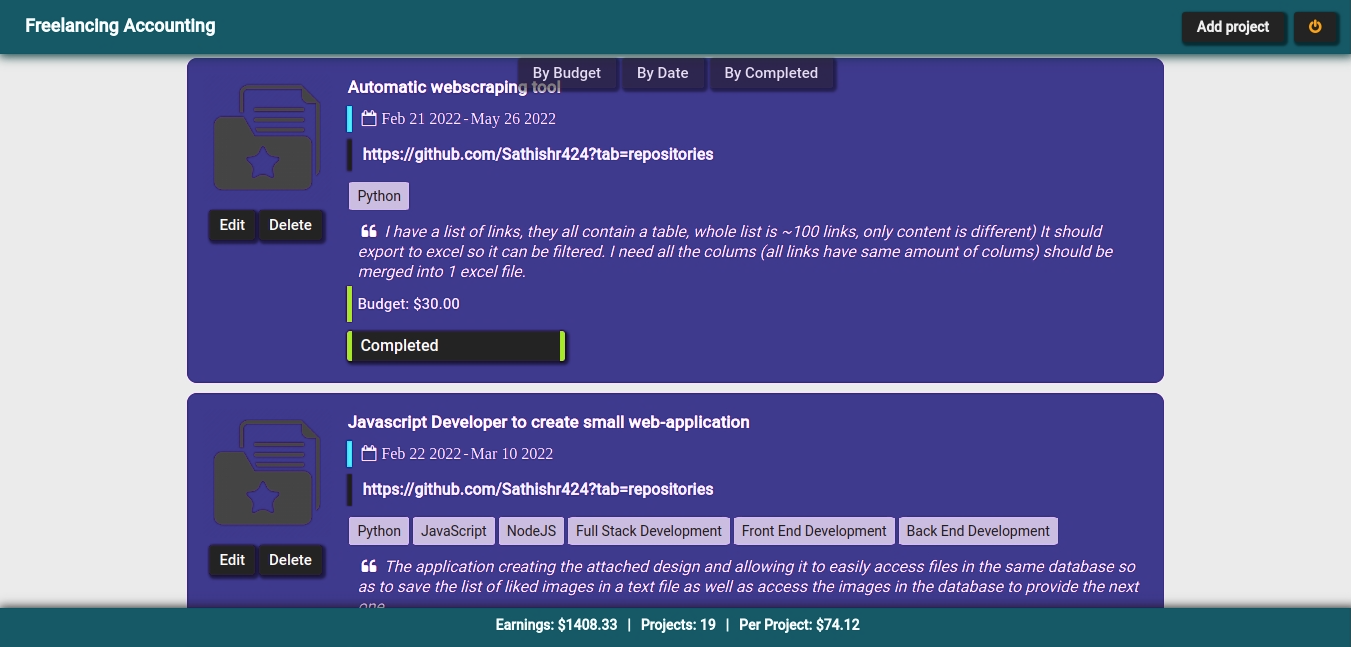 Freelancing Accounting
Add project
By Budget By Date By Completed
Automatic webscraping tool
Feb 21 2022 - May 26 2022
https://github.com/Sathishr424?tab=repositories
Python
Edit Delete
I have a list of links, they all contain a table, whole list is ~100 links, only content is different) It should
export to excel so it can be filtered. I need all the colums (all links have same amount of colums) should be
merged into 1 excel file.
Budget: $30.00
Completed
Javascript Developer to create small web-application
Feb 22 2022 - Mar 10 2022
https://github.com/Sathishr424?tab=repositories
Python JavaScript NodeJS Full Stack Development Front End Development Back End Development
Edit Delete
The application creating the attached design and allowing it to easily access files in the same database so
as to save the list of liked images in a text file as well as access the images in the database to provide the next
one
Earnings: $1408.33 | Projects: 19 | Per Project: $74.12